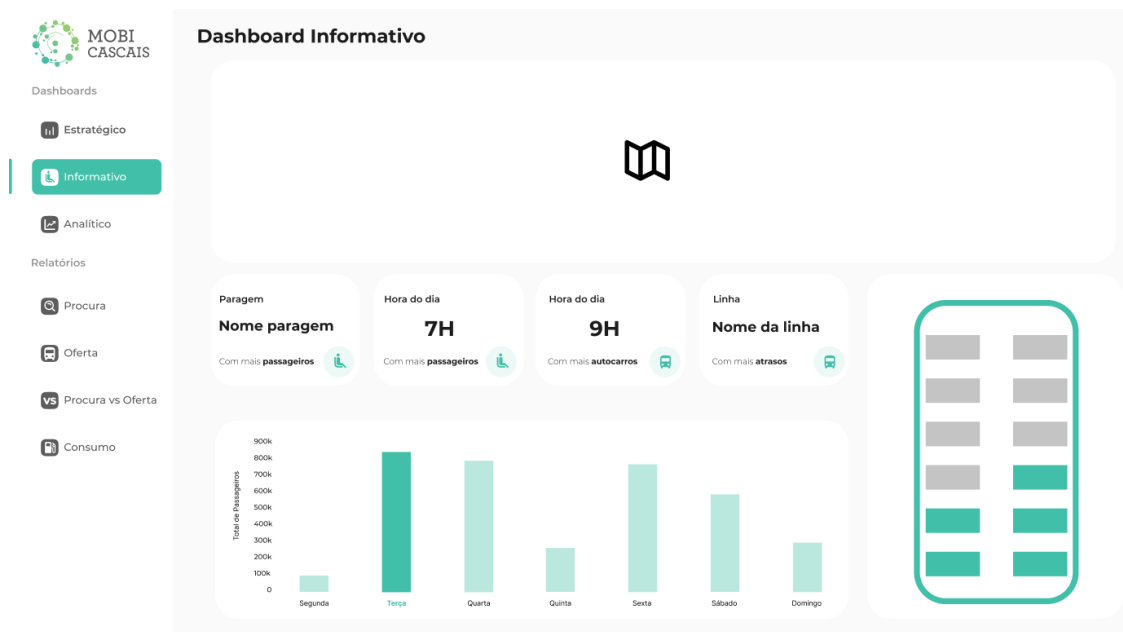 MOBI
CASCAIS
Dashboards
Estratégico
Informativo
Analítico
Relatórios
Procura
Oferta
VS Procura vs Oferta
Consumo
Dashboard Informativo
Paragem
Nome paragem
Com mais passageiros
Hora do dia
7H
Com mais passageiros
Hora do dia
9H
Com mais autocarros
Linha
Nome da linha
Com mais atrasos
Total de Passageiros
900k
800k
700k
600k
500k
400k
300k
200k
100k
0
Segunda
Terça
Quarta
Quinta
Sexta
Sábado
Domingo